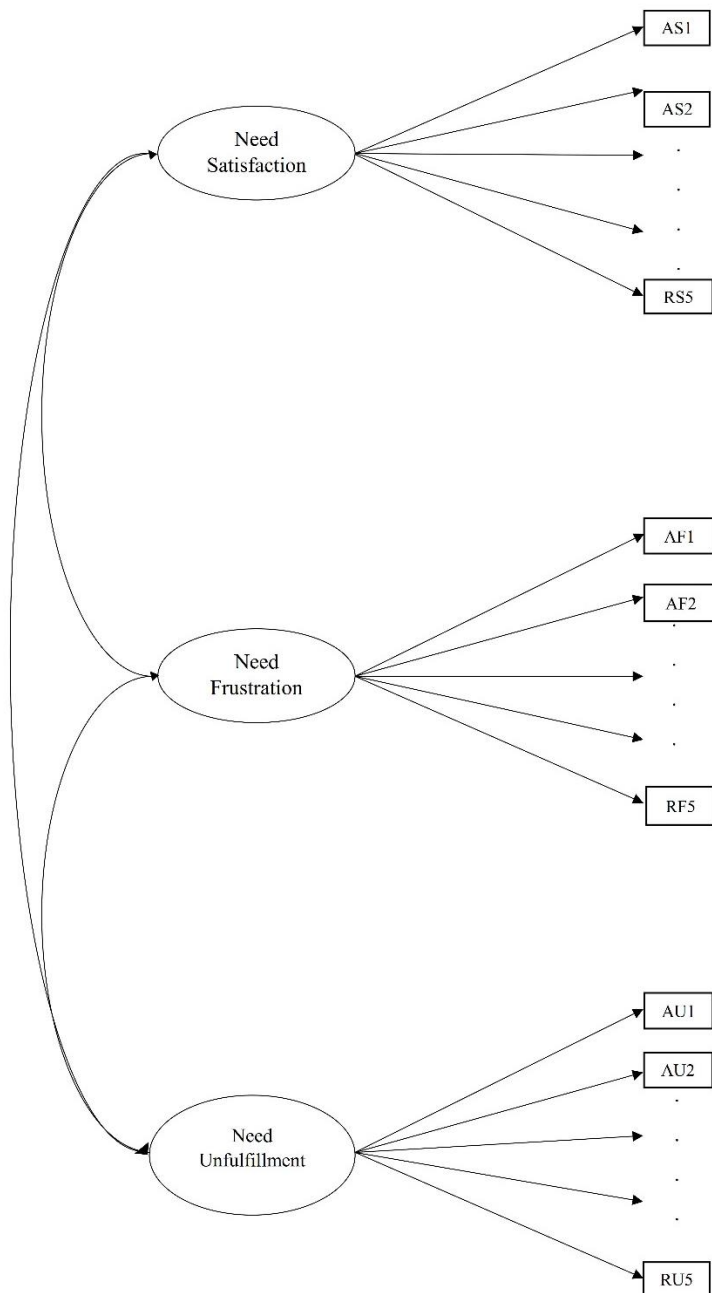 AS1
Need
Satisfaction
AS2
RS5
AF1
Need
Frustration
AF2
RF5
AU1
AU2
Need
Unfulfillment
RU5